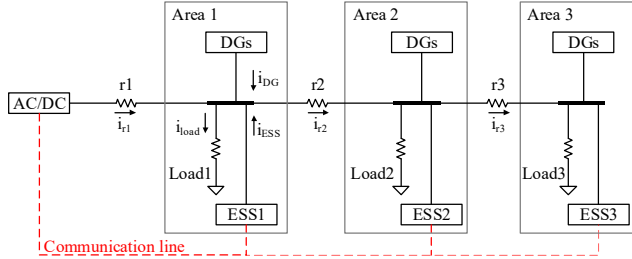 Area 1
Area 2
Area 3
DGs
DGs
DGs
r1
i_DG
r2
r3
AC/DC
i_r1
i_load
i_ESS
i_r2
i_r3
Load1
Load2
Load3
ESS1
ESS2
ESS3
Communication line